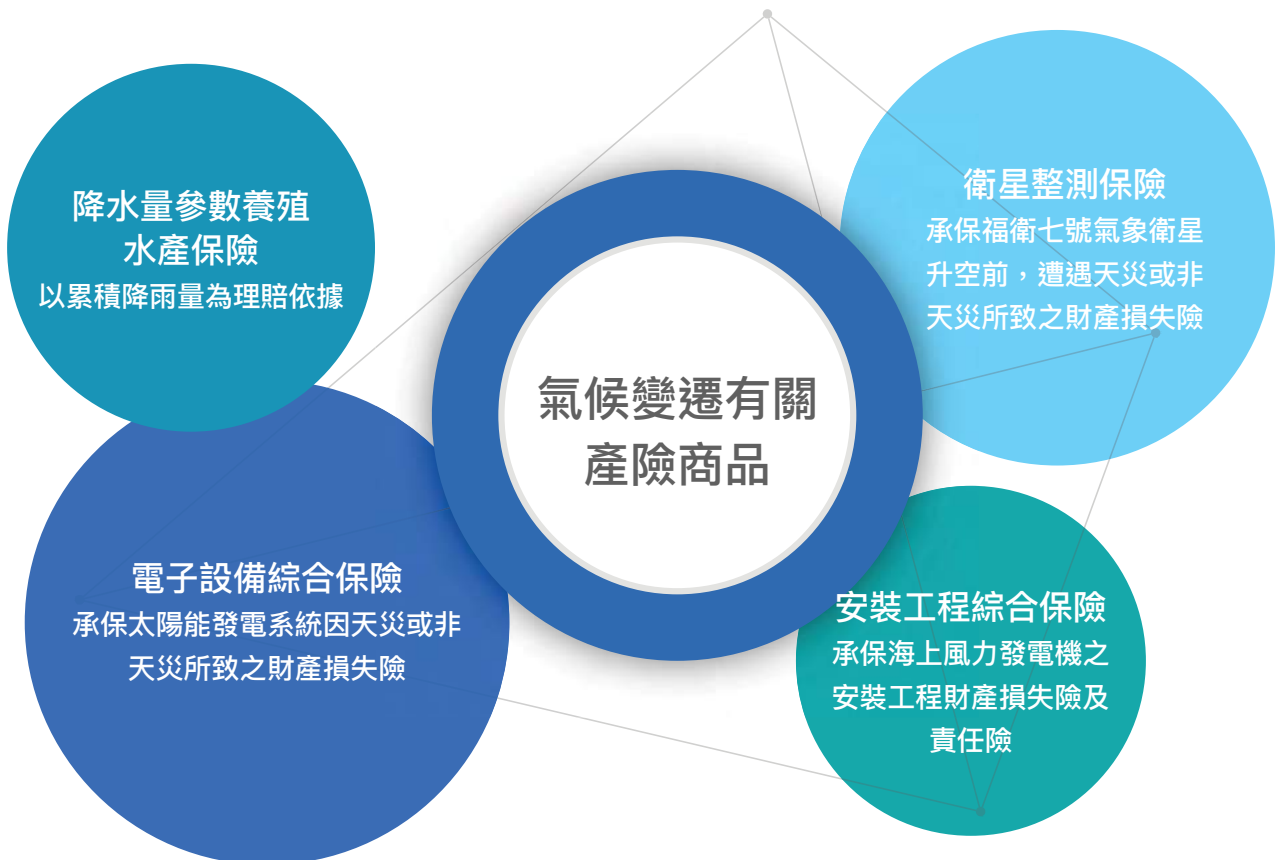 降水量參數養殖
水產保險
以累積降雨量為理賠依據
衛星整測保險
承保福衛七號氣象衛星
升空前，遭遇天災或非
天災所致之財產損失險
氣候變遷有關
產險商品
電子設備綜合保險
承保太陽能發電系統因天災或非
天災所致之財產損失險
安裝工程綜合保險
承保海上風力發電機之
安裝工程財產損失險及
責任險